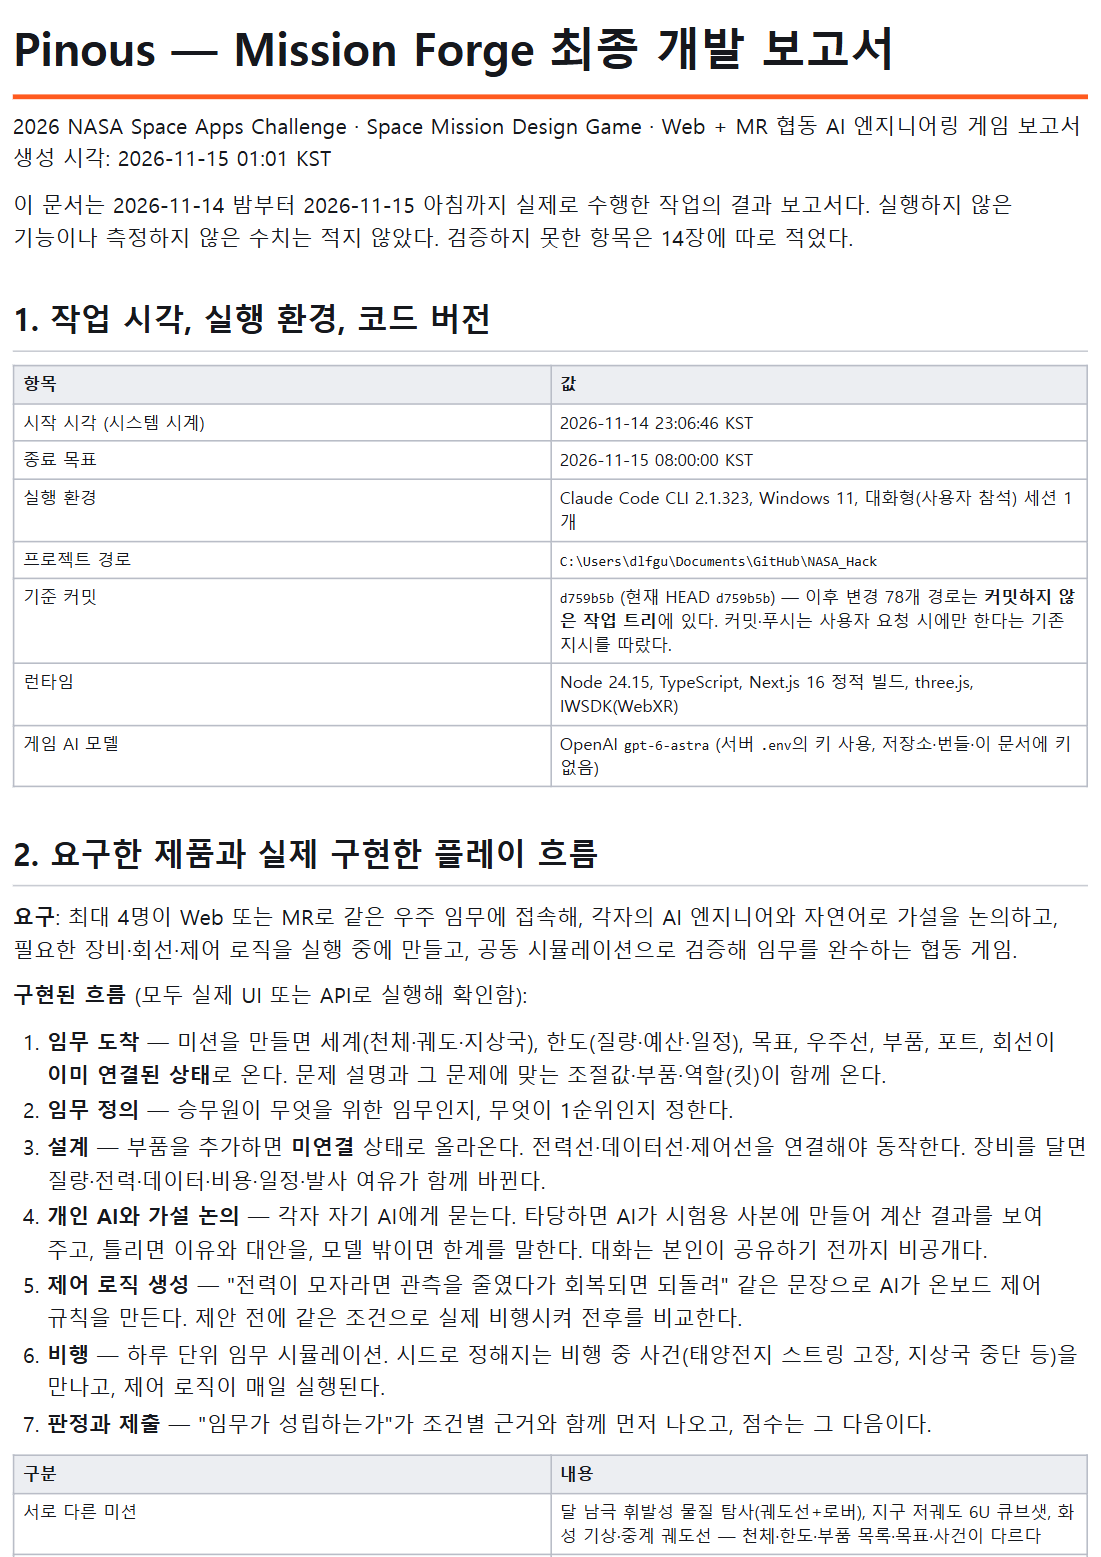 Pinous — Mission Forge 최종 개발 보고서
2026 NASA Space Apps Challenge · Space Mission Design Game · Web + MR 협동 AI 엔지니어링 게임 보고서
생성 시각: 2026-11-15 01:01 KST
이 문서는 2026-11-14 밤부터 2026-11-15 아침까지 실제로 수행한 작업의 결과 보고서다. 실행하지 않은
기능이나 측정하지 않은 수치는 적지 않았다. 검증하지 못한 항목은 14장에 따로 적었다.
1. 작업 시각, 실행 환경, 코드 버전
항목 값
시작 시각 (시스템 시계) 2026-11-14 23:06:46 KST
종료 목표 2026-11-15 08:00:00 KST
실행 환경 Claude Code CLI 2.1.323, Windows 11, 대화형(사용자 참석) 세션 1
개
프로젝트 경로 C:\Users\dlfgu\Documents\GitHub\NASA_Hack
기준 커밋 d759b5b (현재 HEAD d759b5b) — 이후 변경 78개 경로는 커밋하지 않
은 작업 트리에 있다. 커밋·푸시는 사용자 요청 시에만 한다는 기존
지시를 따랐다.
런타임 Node 24.15, TypeScript, Next.js 16 정적 빌드, three.js,
IWSDK(WebXR)
게임 AI 모델 OpenAI gpt-6-astra (서버 .env의 키 사용, 저장소·번들·이 문서에 키
없음)
2. 요구한 제품과 실제 구현한 플레이 흐름
요구: 최대 4명이 Web 또는 MR로 같은 우주 임무에 접속해, 각자의 AI 엔지니어와 자연어로 가설을 논의하고,
필요한 장비·회선·제어 로직을 실행 중에 만들고, 공동 시뮬레이션으로 검증해 임무를 완수하는 협동 게임.
구현된 흐름 (모두 실제 UI 또는 API로 실행해 확인함):
1. 임무 도착 — 미션을 만들면 세계(천체·궤도·지상국), 한도(질량·예산·일정), 목표, 우주선, 부품, 포트, 회선이
이미 연결된 상태로 온다. 문제 설명과 그 문제에 맞는 조절값·부품·역할(킷)이 함께 온다.
2. 임무 정의 — 승무원이 무엇을 위한 임무인지, 무엇이 1순위인지 정한다.
3. 설계 — 부품을 추가하면 미연결 상태로 올라온다. 전력선·데이터선·제어선을 연결해야 동작한다. 장비를 달면
질량·전력·데이터·비용·일정·발사 여유가 함께 바뀐다.
4. 개인 AI와 가설 논의 — 각자 자기 AI에게 묻는다. 타당하면 AI가 시험용 사본에 만들어 계산 결과를 보여
주고, 틀리면 이유와 대안을, 모델 밖이면 한계를 말한다. 대화는 본인이 공유하기 전까지 비공개다.
5. 제어 로직 생성 — "전력이 모자라면 관측을 줄였다가 회복되면 되돌려" 같은 문장으로 AI가 온보드 제어
규칙을 만든다. 제안 전에 같은 조건으로 실제 비행시켜 전후를 비교한다.
6. 비행 — 하루 단위 임무 시뮬레이션. 시드로 정해지는 비행 중 사건(태양전지 스트링 고장, 지상국 중단 등)을
만나고, 제어 로직이 매일 실행된다.
7. 판정과 제출 — "임무가 성립하는가"가 조건별 근거와 함께 먼저 나오고, 점수는 그 다음이다.
구분 내용
서로 다른 미션 달 남극 휘발성 물질 탐사(궤도선+로버), 지구 저궤도 6U 큐브샛, 화
성 기상·중계 궤도선 — 천체·한도·부품 목록·목표·사건이 다르다